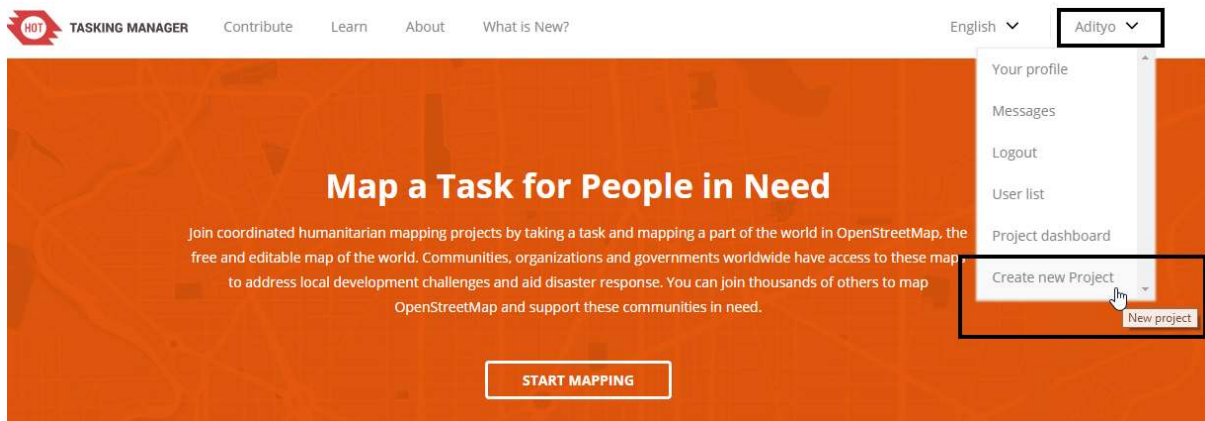 HOT TASKING MANAGER Contribute Learn About What is New? English Adityo
Your profile
Messages
Logout
User list
Project dashboard
Create new Project
New project
Map a Task for People in Need
Join coordinated humanitarian mapping projects by taking a task and mapping a part of the world in OpenStreetMap, the
free and editable map of the world. Communities, organizations and governments worldwide have access to these map
to address local development challenges and aid disaster response. You can join thousands of others to map
OpenStreetMap and support these communities in need.
START MAPPING